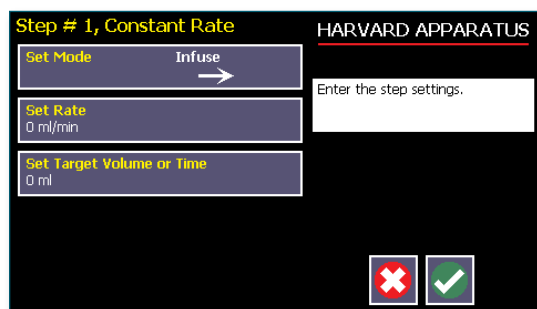 Step # 1, Constant Rate
HARVARD APPARATUS
Set Mode Infuse
Enter the step settings.
Set Rate
0 ml/min
Set Target Volume or Time
0 ml